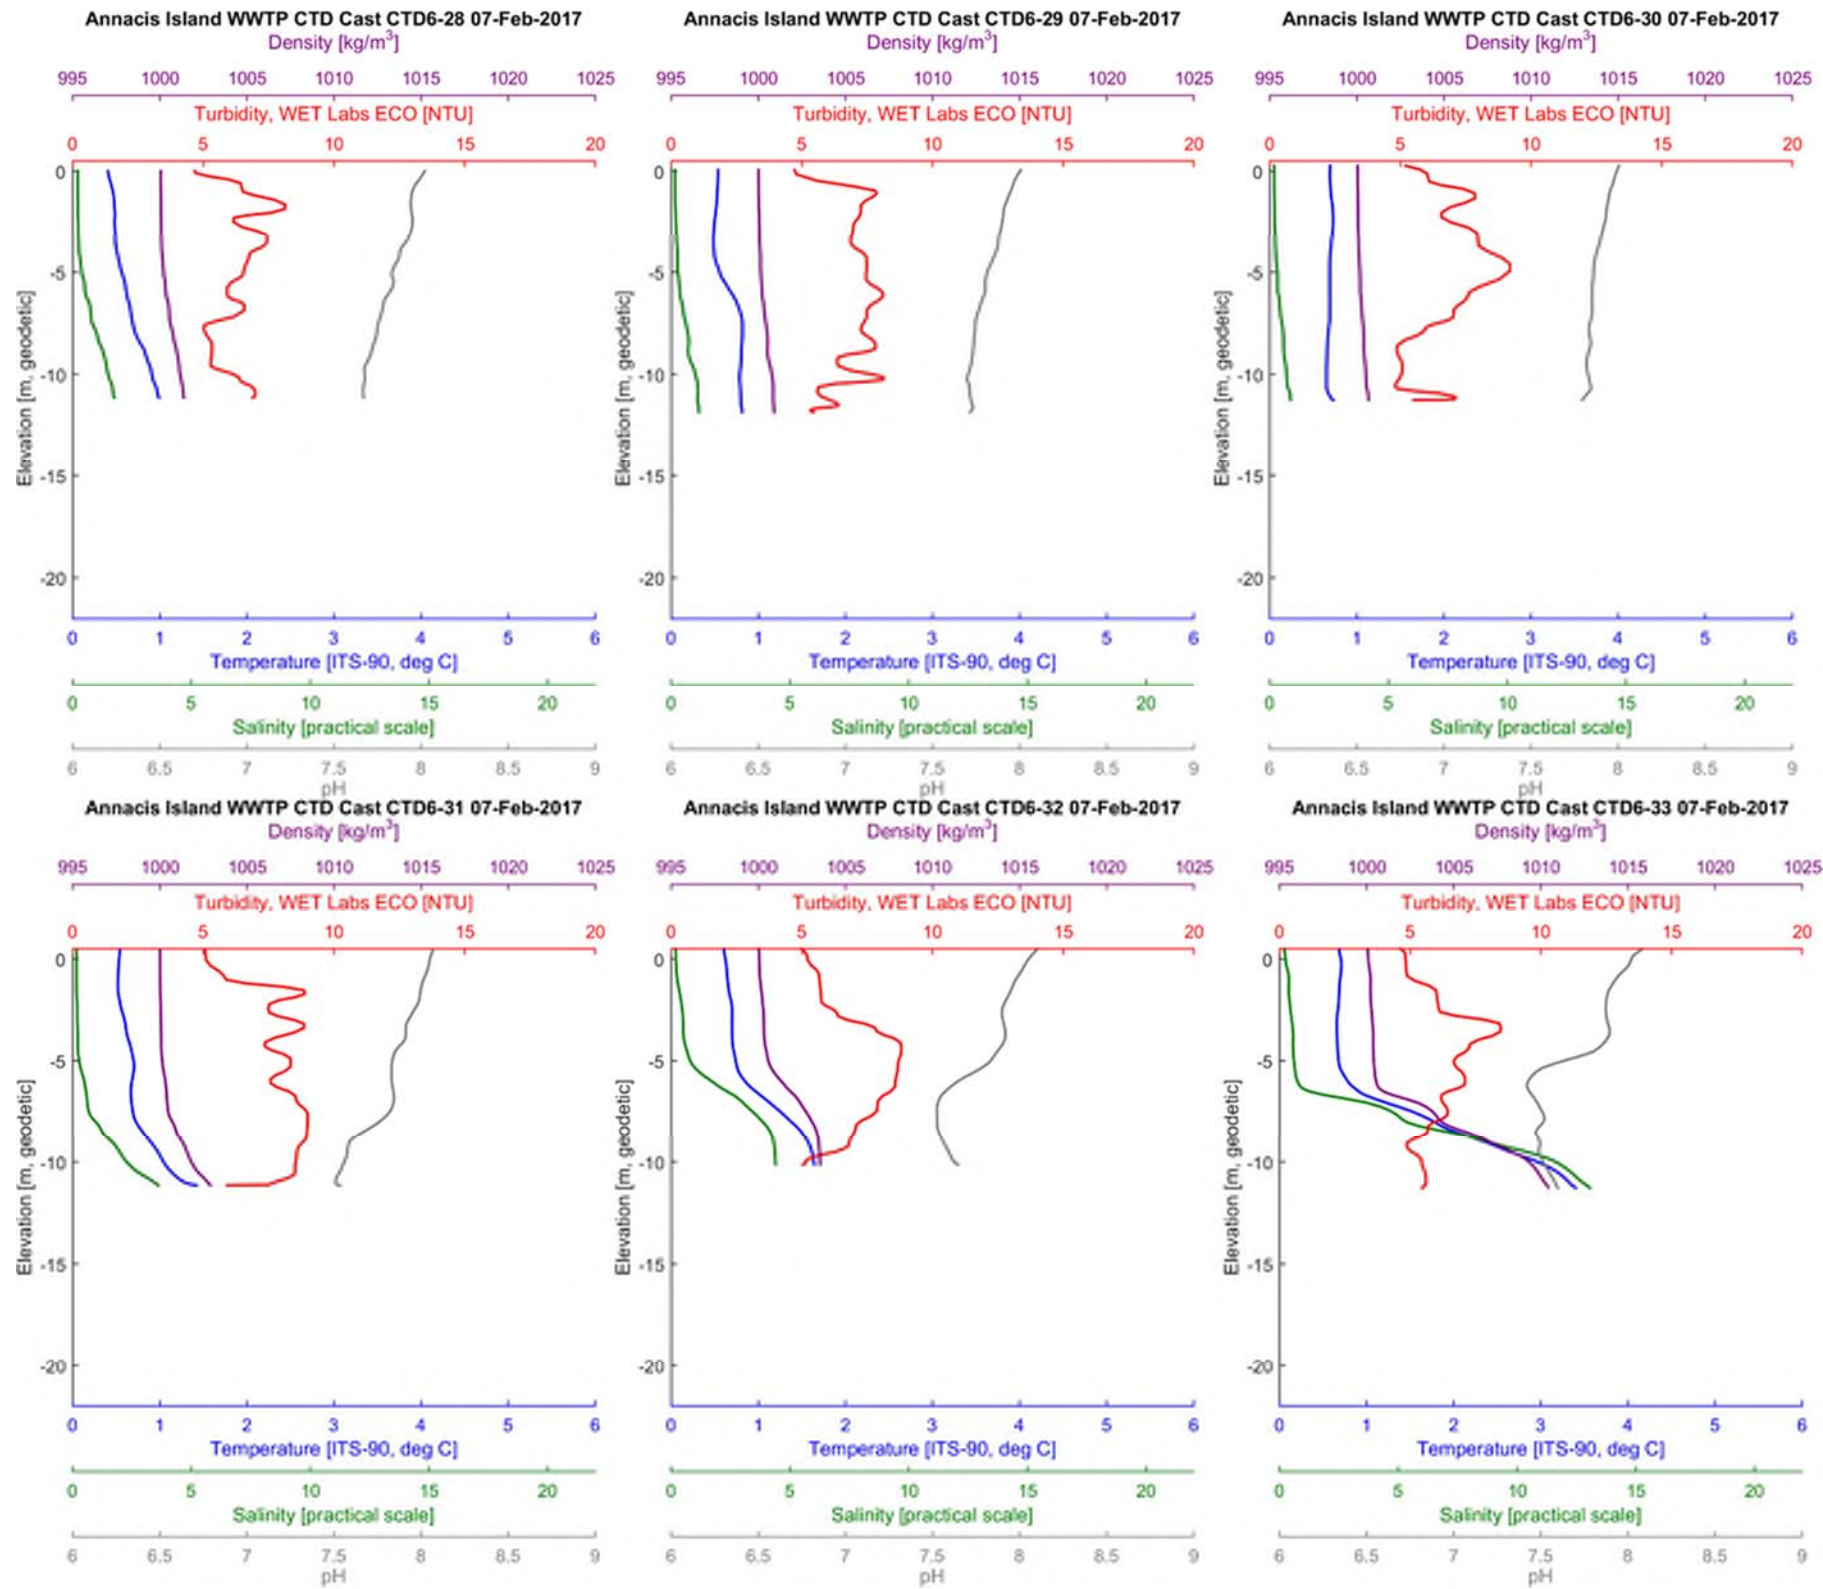 Annacis Island WWTP CTD Cast CTD6-28 07-Feb-2017
Density [kg/m³]
995 1000 1005 1010 1015 1020 1025
Turbidity, WET Labs ECO [NTU]
0 5 10 15 20
Elevation [m, geodetic]
0
-5
-10
-15
-20
0 1 2 3 4 5 6
Temperature [ITS-90, deg C]
0 5 10 15 20
Salinity [practical scale]
6 6.5 7 7.5 8 8.5 9
pH
Annacis Island WWTP CTD Cast CTD6-29 07-Feb-2017
Density [kg/m³]
995 1000 1005 1010 1015 1020 1025
Turbidity, WET Labs ECO [NTU]
0 5 10 15 20
Elevation [m, geodetic]
0
-5
-10
-15
-20
0 1 2 3 4 5 6
Temperature [ITS-90, deg C]
0 5 10 15 20
Salinity [practical scale]
6 6.5 7 7.5 8 8.5 9
pH
Annacis Island WWTP CTD Cast CTD6-30 07-Feb-2017
Density [kg/m³]
995 1000 1005 1010 1015 1020 1025
Turbidity, WET Labs ECO [NTU]
0 5 10 15 20
Elevation [m, geodetic]
0
-5
-10
-15
-20
0 1 2 3 4 5 6
Temperature [ITS-90, deg C]
0 5 10 15 20
Salinity [practical scale]
6 6.5 7 7.5 8 8.5 9
pH
Annacis Island WWTP CTD Cast CTD6-31 07-Feb-2017
Density [kg/m³]
995 1000 1005 1010 1015 1020 1025
Turbidity, WET Labs ECO [NTU]
0 5 10 15 20
Elevation [m, geodetic]
0
-5
-10
-15
-20
0 1 2 3 4 5 6
Temperature [ITS-90, deg C]
0 5 10 15 20
Salinity [practical scale]
6 6.5 7 7.5 8 8.5 9
pH
Annacis Island WWTP CTD Cast CTD6-32 07-Feb-2017
Density [kg/m³]
995 1000 1005 1010 1015 1020 1025
Turbidity, WET Labs ECO [NTU]
0 5 10 15 20
Elevation [m, geodetic]
0
-5
-10
-15
-20
0 1 2 3 4 5 6
Temperature [ITS-90, deg C]
0 5 10 15 20
Salinity [practical scale]
6 6.5 7 7.5 8 8.5 9
pH
Annacis Island WWTP CTD Cast CTD6-33 07-Feb-2017
Density [kg/m³]
995 1000 1005 1010 1015 1020 1025
Turbidity, WET Labs ECO [NTU]
0 5 10 15 20
Elevation [m, geodetic]
0
-5
-10
-15
-20
0 1 2 3 4 5 6
Temperature [ITS-90, deg C]
0 5 10 15 20
Salinity [practical scale]
6 6.5 7 7.5 8 8.5 9
pH